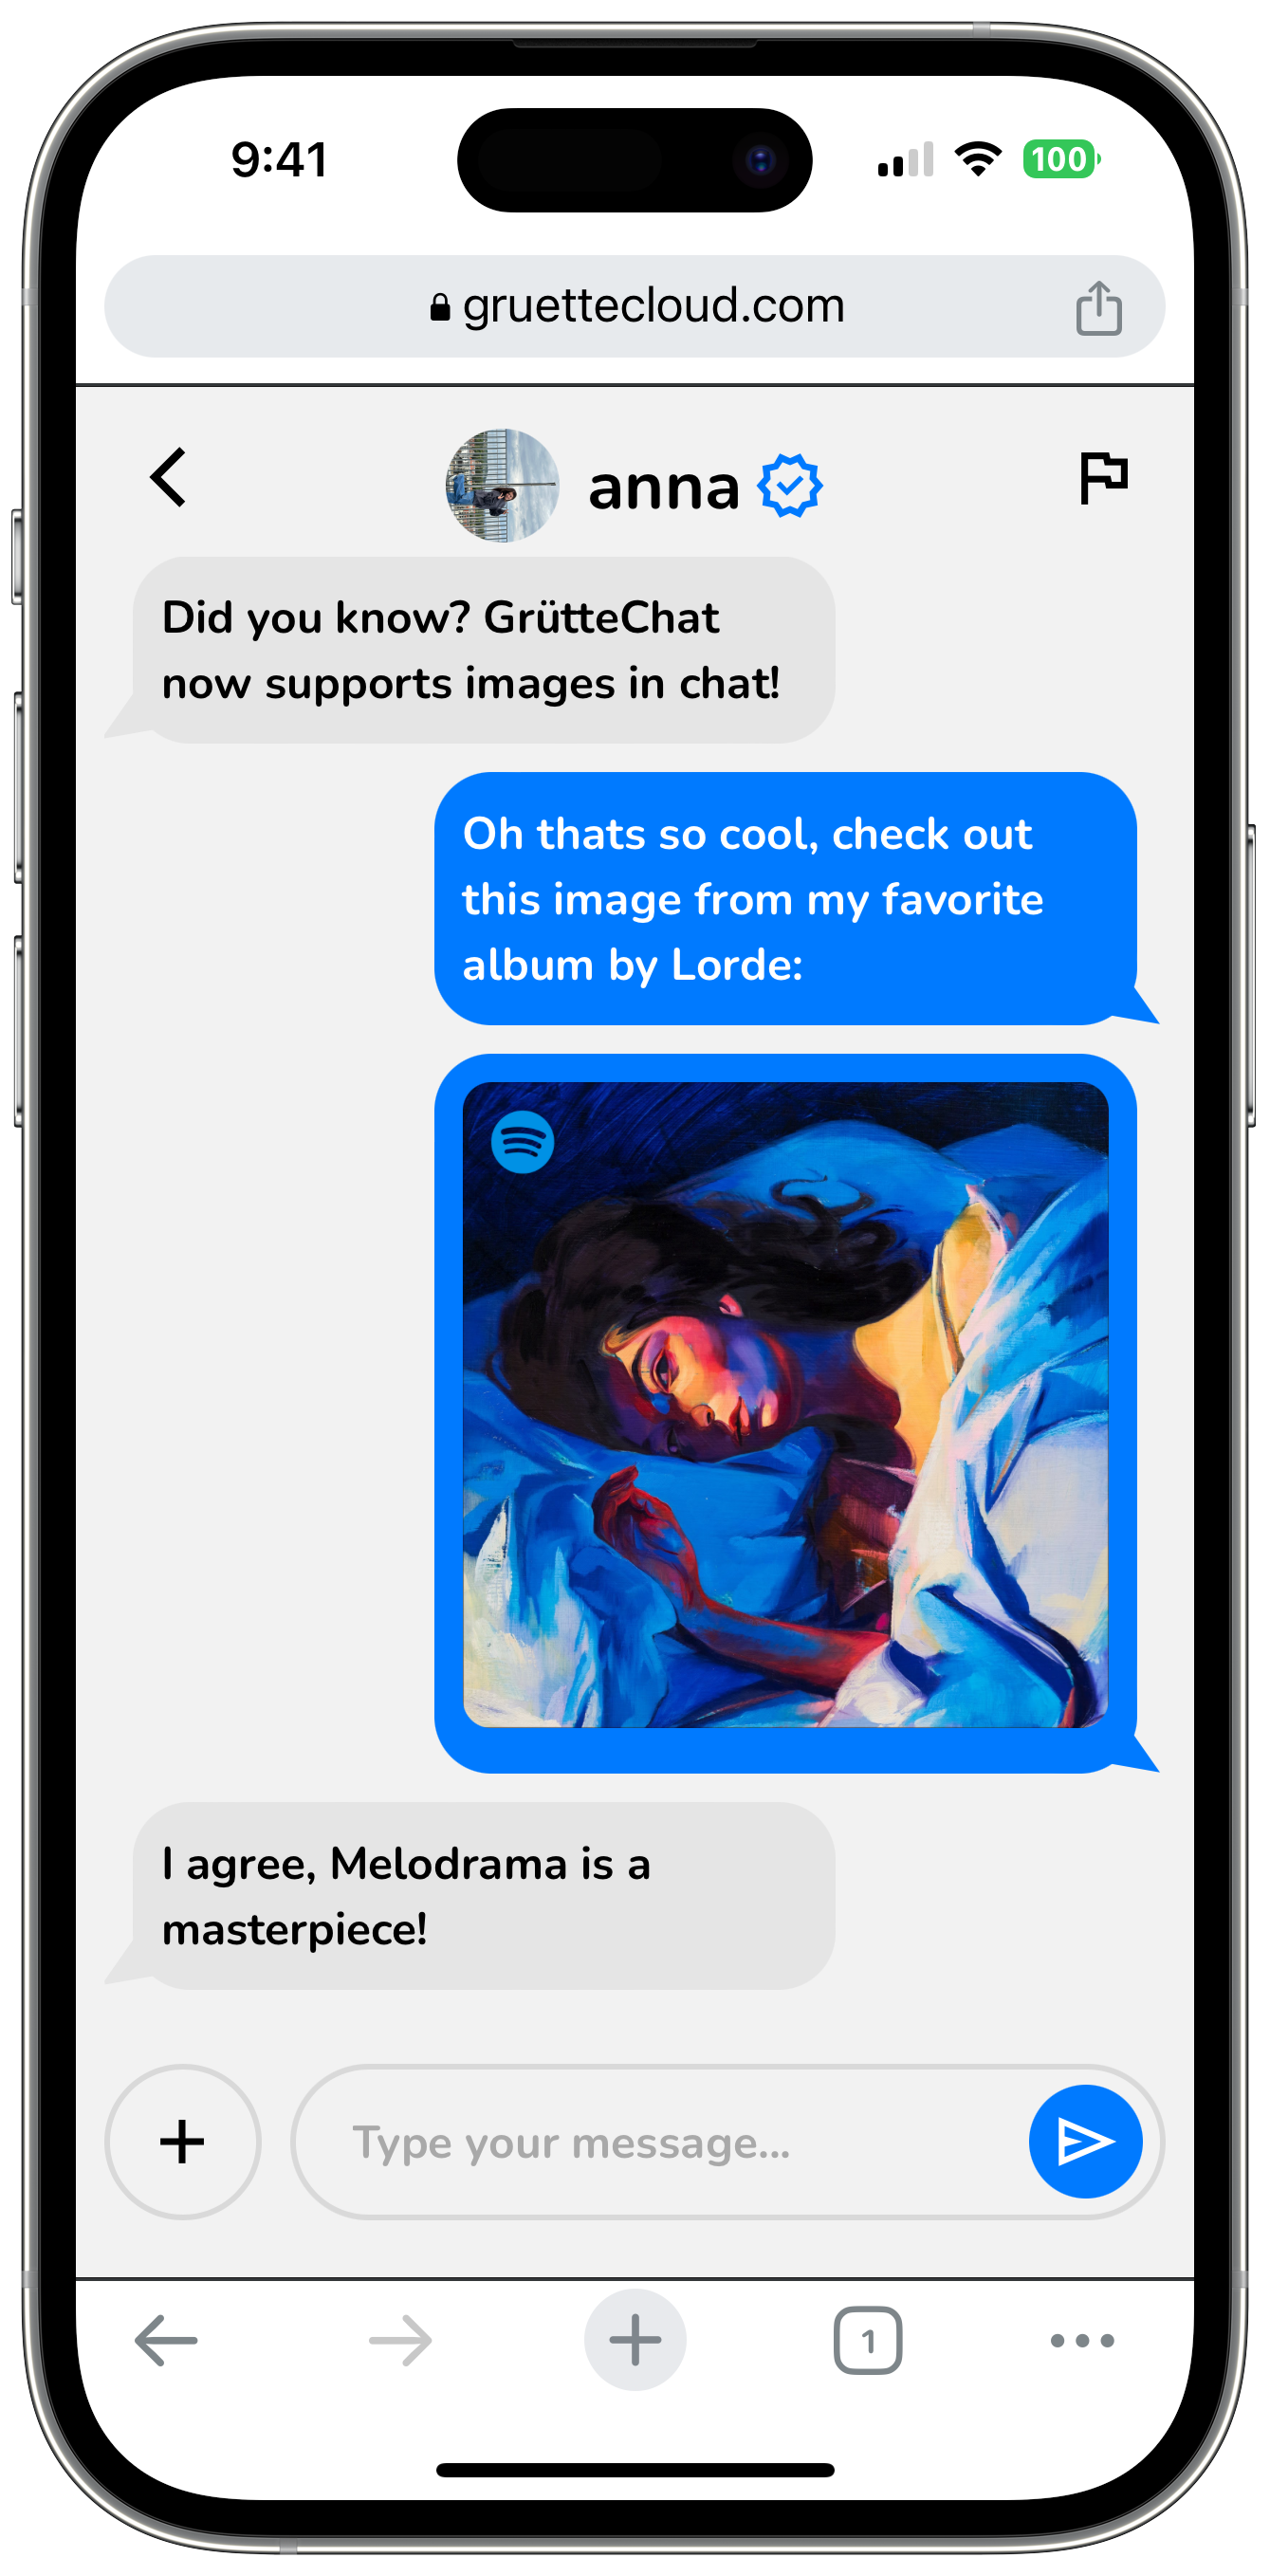 9:41
100
gruettecloud.com
anna
Did you know? GrütteChat
now supports images in chat!
Oh thats so cool, check out
this image from my favorite
album by Lorde:
I agree, Melodrama is a
masterpiece!
Type your message...
1